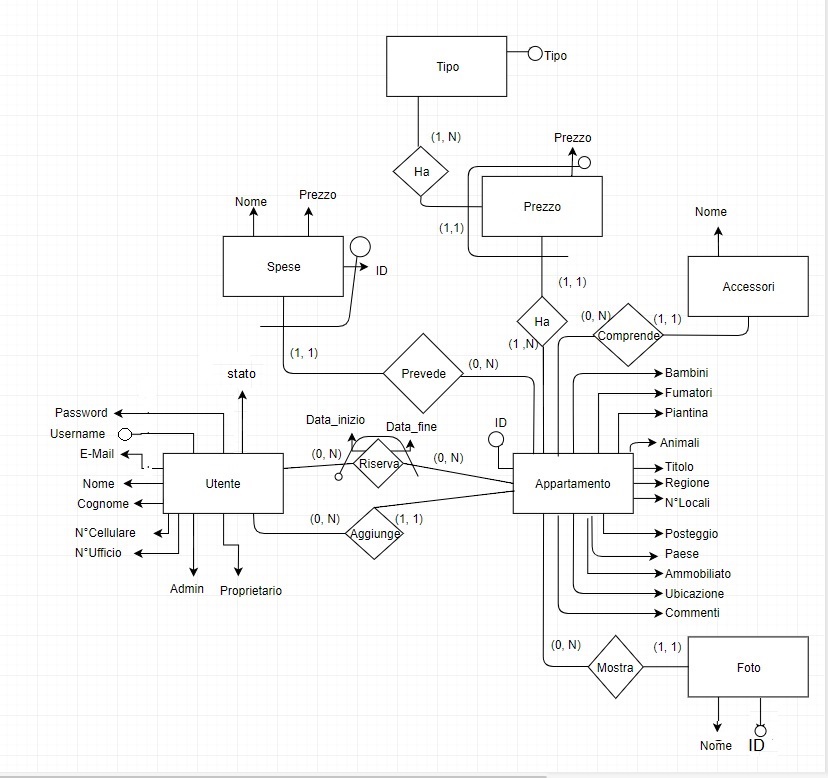 Tipo
Tipo
(1, N)
Prezzo
Ha
Nome
Prezzo
Prezzo
Nome
(1,1)
Spese
ID
(1, 1)
Accessori
Ha
(0, N)
(1, 1)
Comprende
(1 ,N)
(1, 1)
Prevede
(0, N)
stato
Bambini
Fumatori
Piantina
Password
Username
E-Mail
Data_inizio
Data_fine
ID
Animali
(0, N)
Riserva
(0, N)
Titolo
Nome
Utente
Appartamento
Regione
Cognome
N°Locali
(0, N)
(1, 1)
Aggiunge
N°Cellulare
N°Ufficio
Posteggio
Paese
Ammobiliato
Admin
Proprietario
Ubicazione
Commenti
(0, N)
(1, 1)
Mostra
Foto
Nome
ID